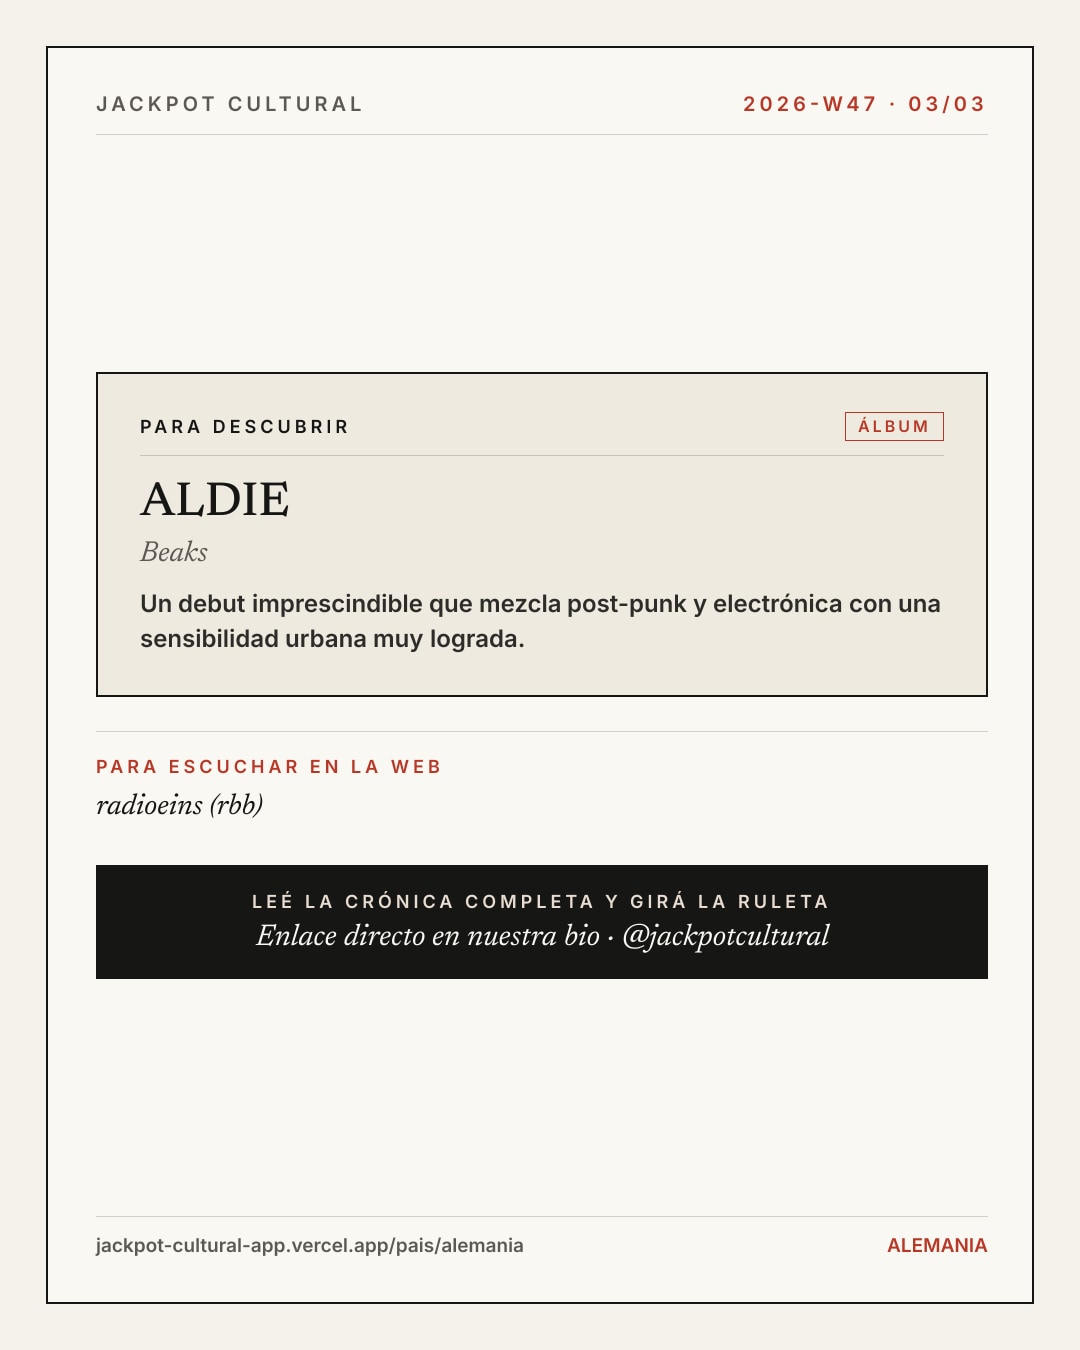 JACKPOT CULTURAL
2026-W47 · 03/03
PARA DESCUBRIR
ÁLBUM
ALDIE
Beaks
Un debut imprescindible que mezcla post-punk y electrónica con una
sensibilidad urbana muy lograda.
PARA ESCUCHAR EN LA WEB
radioeins (rbb)
LEÉ LA CRÓNICA COMPLETA Y GIRÁ LA RULETA
Enlace directo en nuestra bio · @jackpotcultural
jackpot-cultural-app.vercel.app/pais/alemania
ALEMANIA